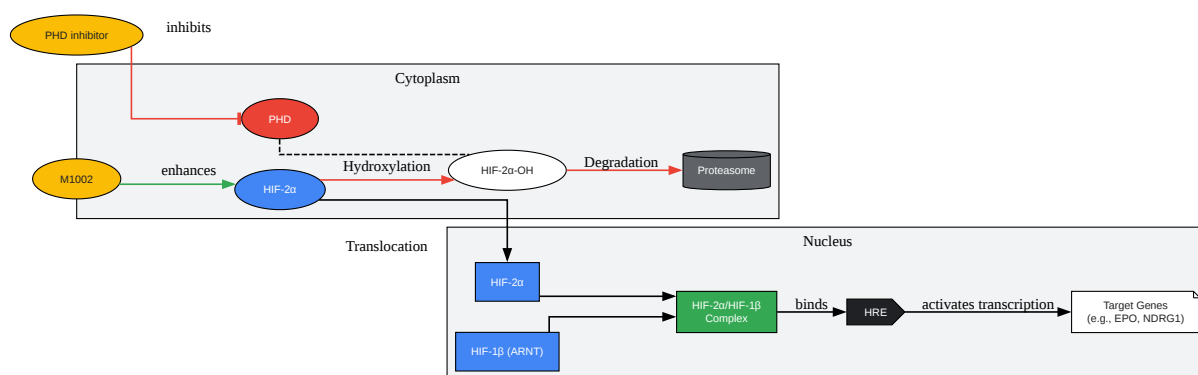 PHD inhibitor
inhibits
Cytoplasm
PHD
M1002
enhances
HIF-2α
Hydroxylation
HIF-2α-OH
Degradation
Proteasome
Translocation
Nucleus
HIF-2α
HIF-1β (ARNT)
HIF-2α/HIF-1β
Complex
binds
HRE
activates transcription
Target Genes
(e.g., EPO, NDRG1)